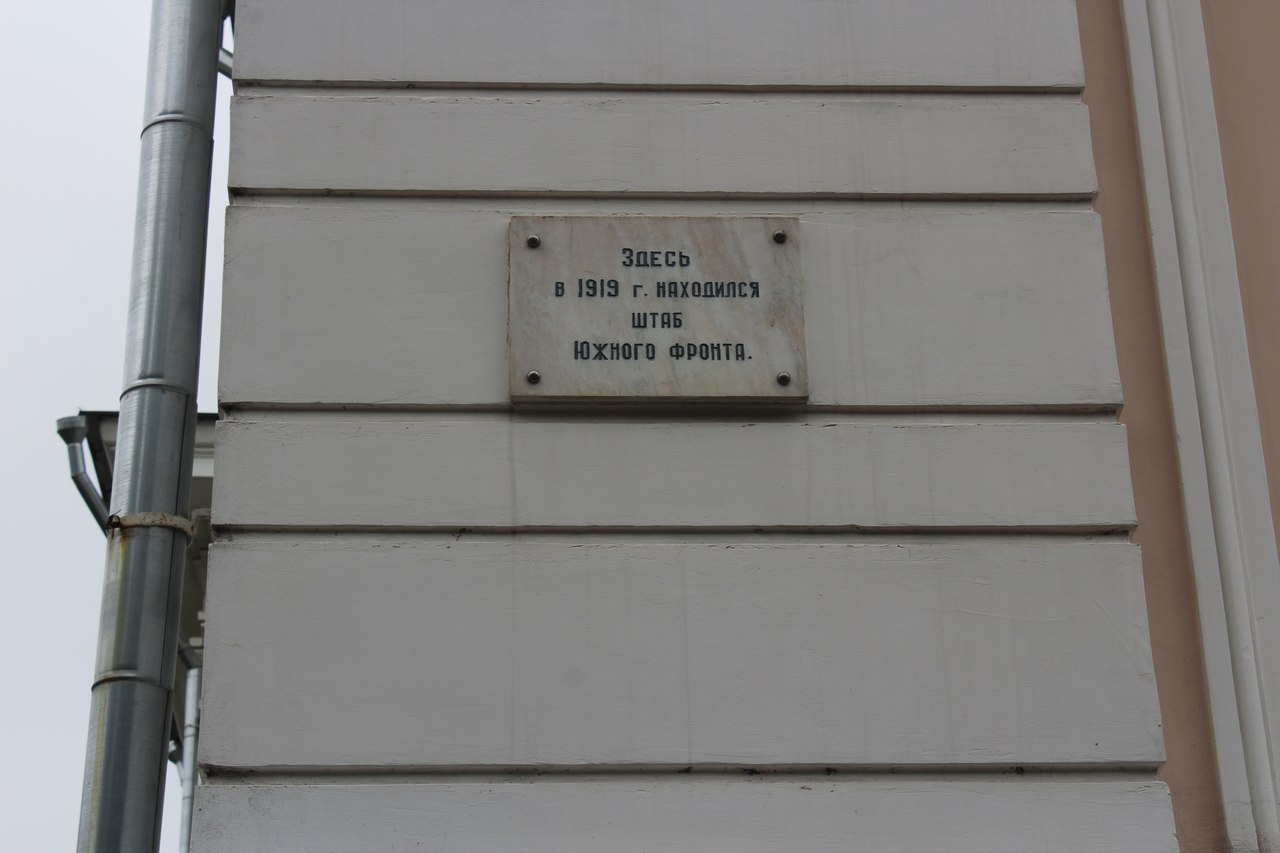 Здесь
в 1919 г. находился
штаб
Южного фронта.